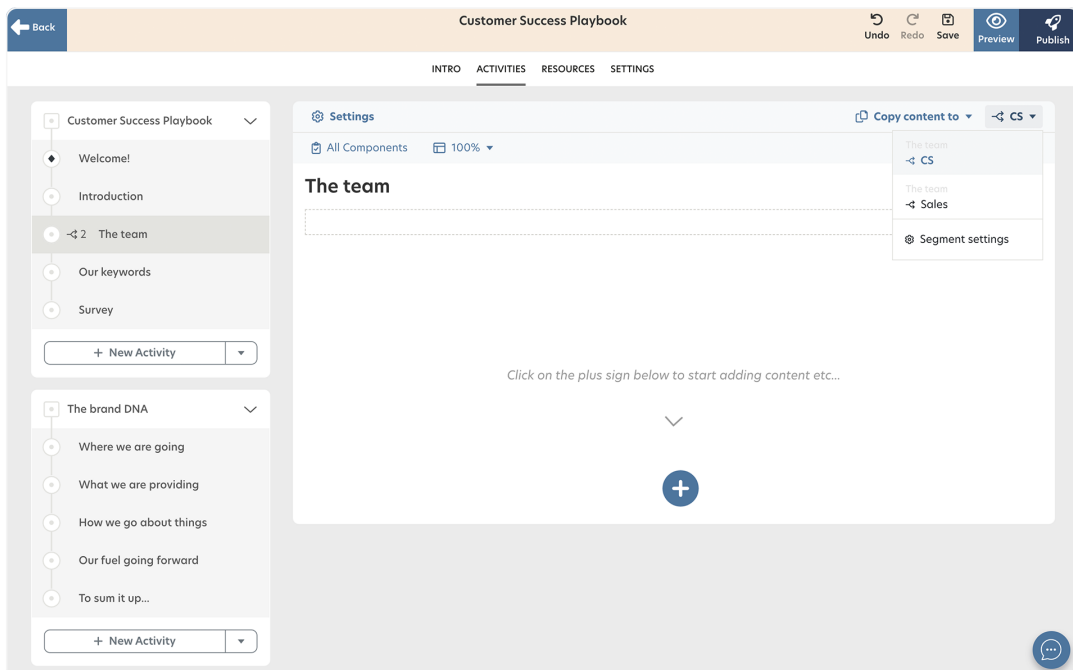 Back
Customer Success Playbook
Undo
Redo
Save
Preview
Publish
INTRO
ACTIVITIES
RESOURCES
SETTINGS
Customer Success Playbook
Welcome!
Introduction
2 The team
Our keywords
Survey
+ New Activity
The brand DNA
Where we are going
What we are providing
How we go about things
Our fuel going forward
To sum it up...
+ New Activity
Settings
Copy content to
CS
All Components
100%
The team
The team
CS
The team
Sales
Segment settings
Click on the plus sign below to start adding content etc...